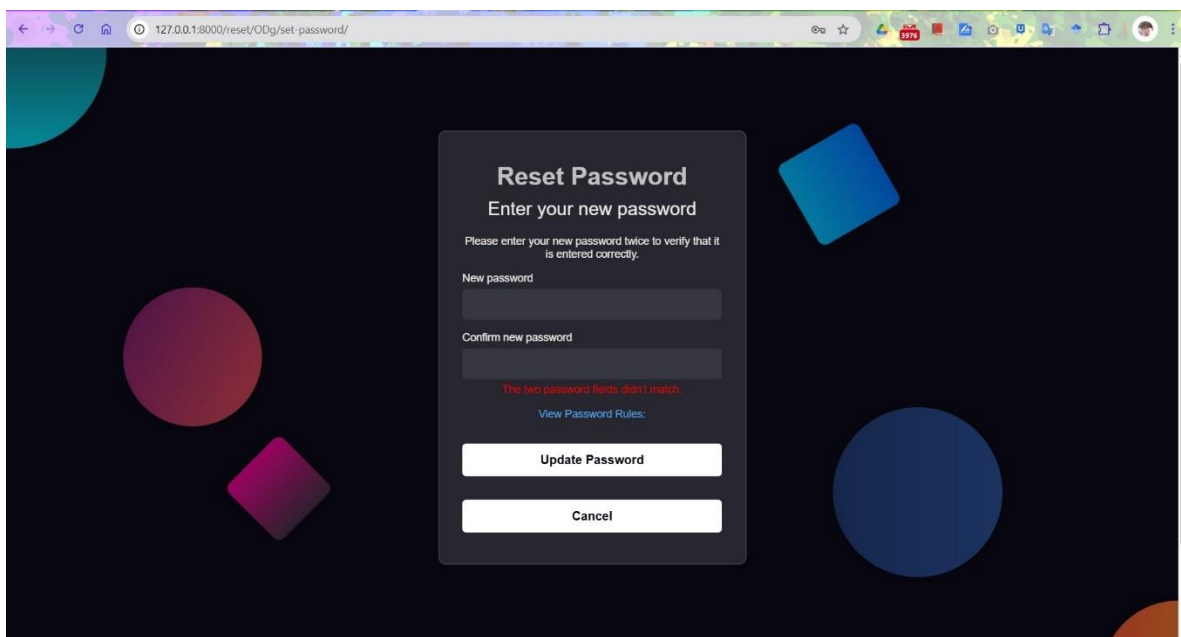 127.0.0.1:8000/reset/ODg/set-password/
3976
Reset Password
Enter your new password
Please enter your new password twice to verify that it
is entered correctly.
New password
Confirm new password
The two password fields didn't match.
View Password Rules:
Update Password
Cancel